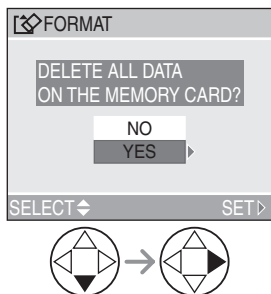 FORMAT
DELETE ALL DATA
ON THE MEMORY CARD?
NO
YES
SELECT SET